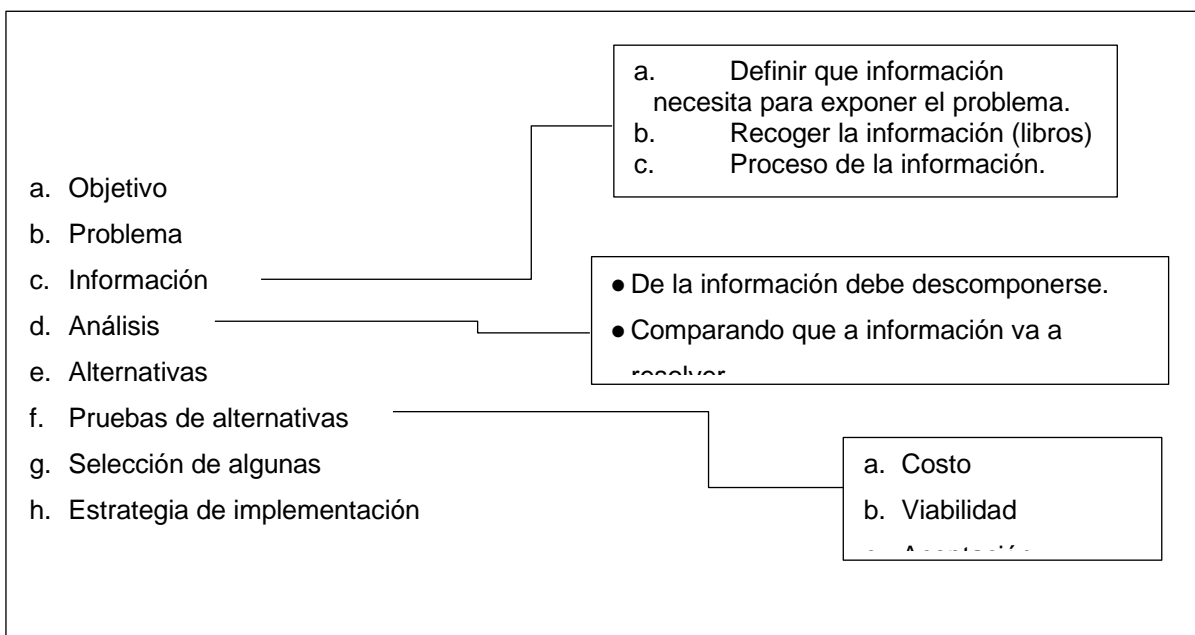 a. Definir que información
necesita para exponer el problema.
b. Recoger la información (libros)
c. Proceso de la información.
a. Objetivo
b. Problema
c. Información
d. Análisis
e. Alternativas
f. Pruebas de alternativas
g. Selección de algunas
h. Estrategia de implementación
● De la información debe descomponerse.
● Comparando que a información va a
resolver
a. Costo
b. Viabilidad
c. Aceptación